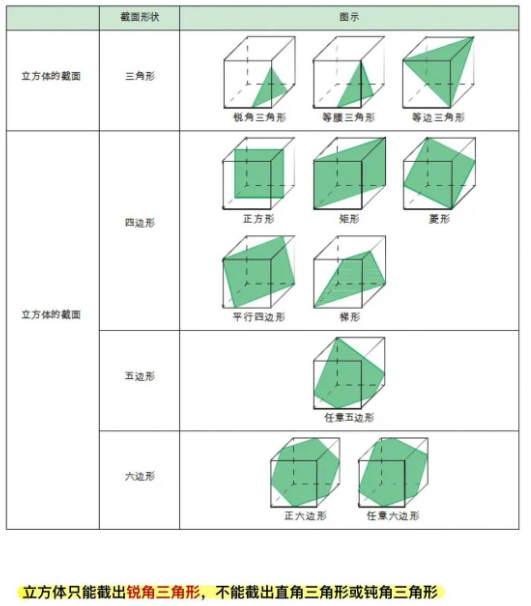 截面形状 图示
立方体的截面 三角形
锐角三角形 等腰三角形 等边三角形
立方体的截面
四边形
正方形 矩形 菱形
平行四边形 梯形
五边形
任意五边形
六边形
正六边形 任意六边形
立方体只能截出锐角三角形，不能截出直角三角形或钝角三角形